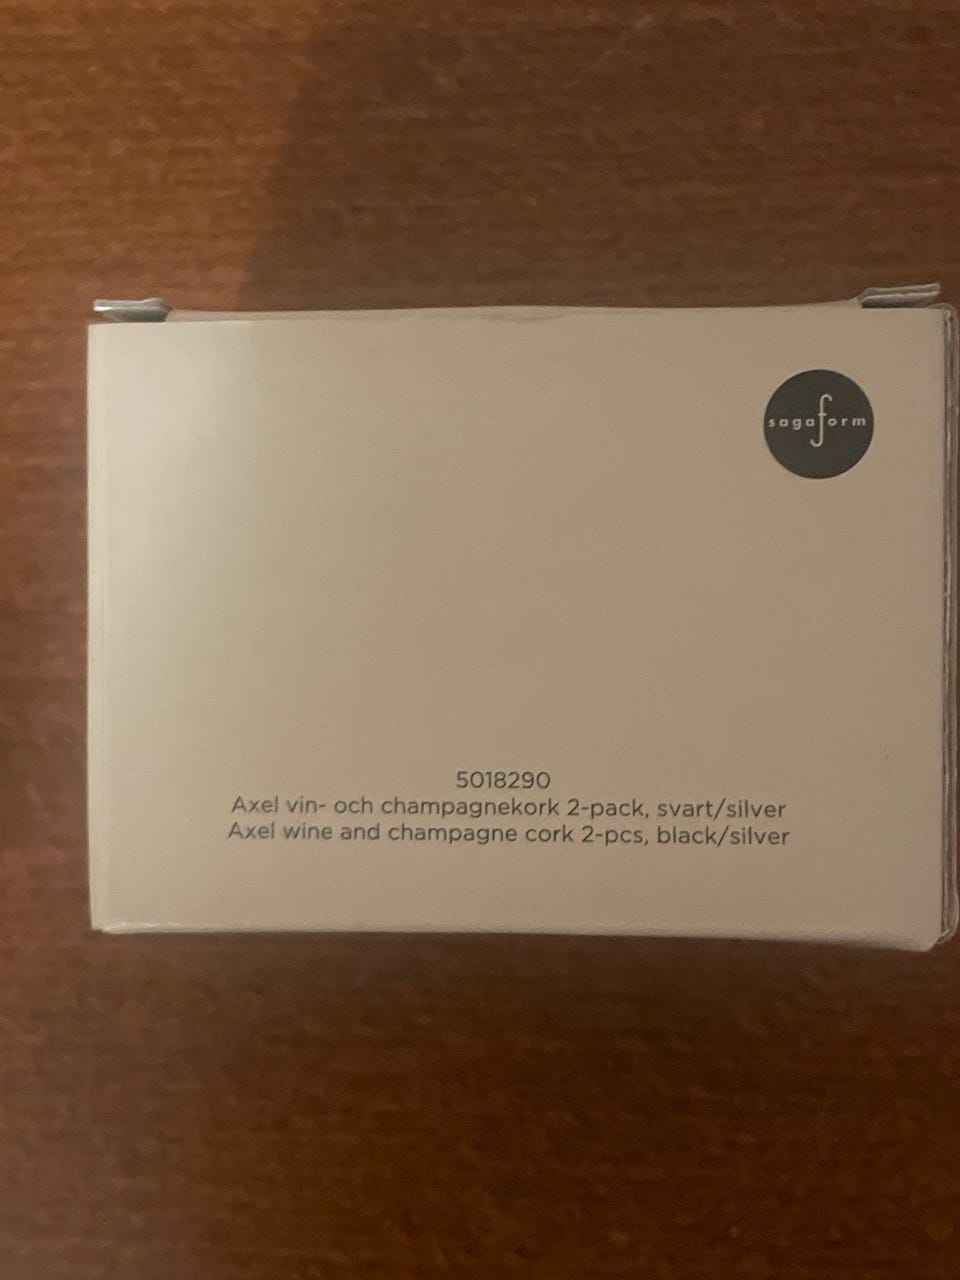 sagaform
5018290
Axel vin- och champagnekork 2-pack, svart/silver
Axel wine and champagne cork 2-pcs, black/silver